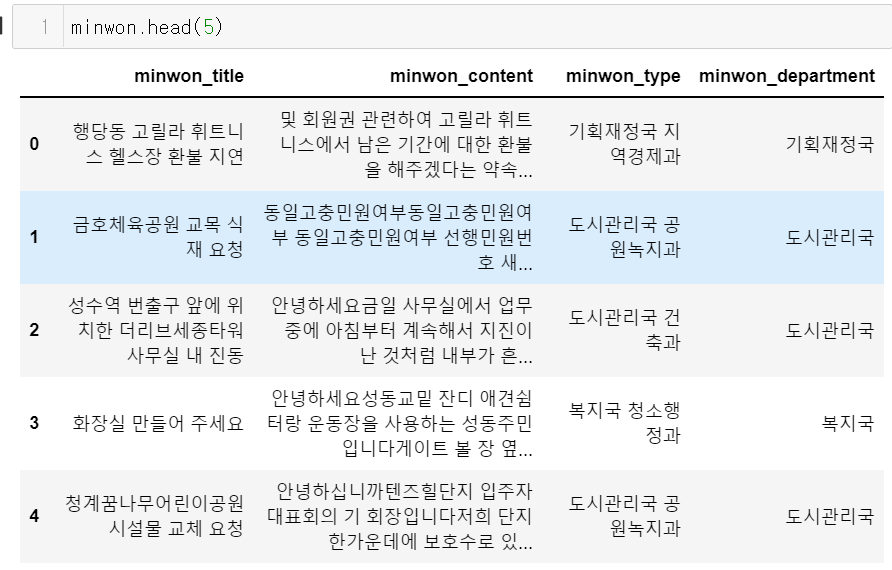 1 minwon.head(5)
minwon_title minwon_content minwon_type minwon_department
0
행당동 고릴라 휘트니
스 헬스장 환불 지연
및 회원권 관련하여 고릴라 휘트
니스에서 남은 기간에 대한 환불
을 해주겠다는 약속...
기획재정국 지
역경제과
기획재정국
1
금호체육공원 교목 식
재 요청
동일고충민원여부동일고충민원여
부 동일고충민원여부 선행민원번
호 새...
도시관리국 공
원녹지과
도시관리국
2
성수역 번출구 앞에 위
치한 더리브세종타워
사무실 내 진동
안녕하세요금일 사무실에서 업무
중에 아침부터 계속해서 지진이
난 것처럼 내부가 흔...
도시관리국 건
축과
도시관리국
3
화장실 만들어 주세요
안녕하세요성동교밑 잔디 애견쉼
터랑 운동장을 사용하는 성동주민
입니다게이트 볼 장 옆...
복지국 청소행
정과
복지국
4
청계꿈나무어린이공원
시설물 교체 요청
안녕하십니까텐즈힐단지 입주자
대표회의 기 회장입니다저희 단지
한가운데에 보호수로 있...
도시관리국 공
원녹지과
도시관리국